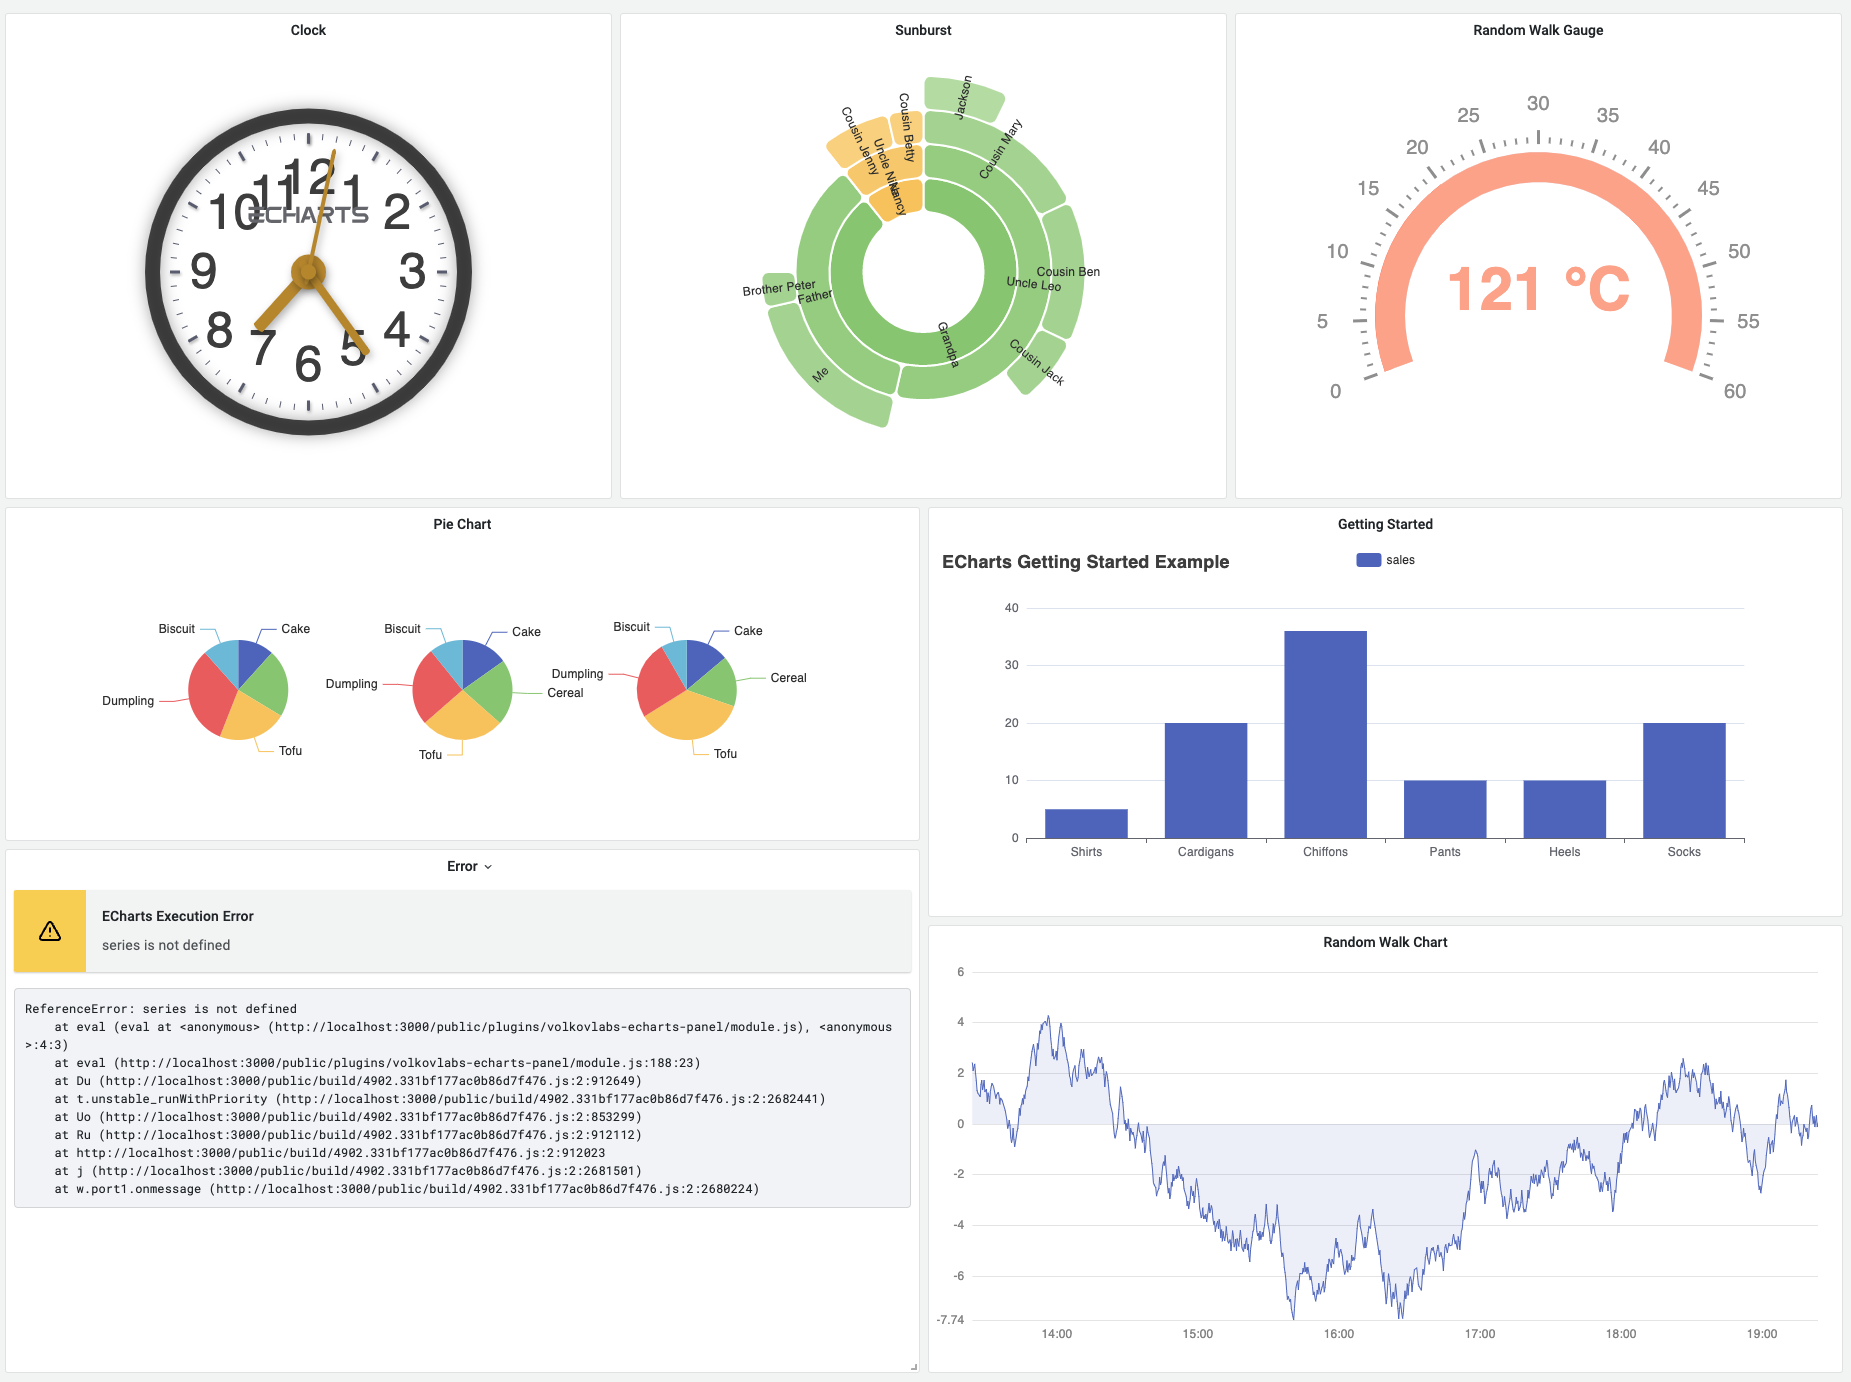 Clock
12
1
2
3
4
5
6
7
8
9
10
11
ECHARTS
Sunburst
Jackson
Cousin Mary
Cousin Ben
Uncle Leo
Cousin Jack
Grandpa
Me
Father
Brother Peter
Cousin Jenny
Uncle Nike
Cousin Betty
Nancy
Random Walk Gauge
0
5
10
15
20
25
30
35
40
45
50
55
60
121 °C
Pie Chart
Biscuit
Cake
Dumpling
Tofu
Biscuit
Cake
Dumpling
Cereal
Tofu
Biscuit
Cake
Dumpling
Cereal
Tofu
Getting Started
ECharts Getting Started Example
sales
40
30
20
10
0
Shirts Cardigans Chiffons Pants Heels Socks
Error
ECharts Execution Error
series is not defined
ReferenceError: series is not defined
at eval (eval at <anonymous> (http://localhost:3000/public/plugins/volkovlabs-echarts-panel/module.js), <anonymous
>:4:3)
at eval (http://localhost:3000/public/plugins/volkovlabs-echarts-panel/module.js:188:23)
at Du (http://localhost:3000/public/build/4902.331bf177ac0b86d7f476.js:2:912649)
at t.unstable_runWithPriority (http://localhost:3000/public/build/4902.331bf177ac0b86d7f476.js:2:2682441)
at Uo (http://localhost:3000/public/build/4902.331bf177ac0b86d7f476.js:2:853299)
at Ru (http://localhost:3000/public/build/4902.331bf177ac0b86d7f476.js:2:912112)
at http://localhost:3000/public/build/4902.331bf177ac0b86d7f476.js:2:912023
at j (http://localhost:3000/public/build/4902.331bf177ac0b86d7f476.js:2:2681501)
at w.port1.onmessage (http://localhost:3000/public/build/4902.331bf177ac0b86d7f476.js:2:2680224)
Random Walk Chart
6
4
2
0
-2
-4
-6
-7.74
14:00 15:00 16:00 17:00 18:00 19:00